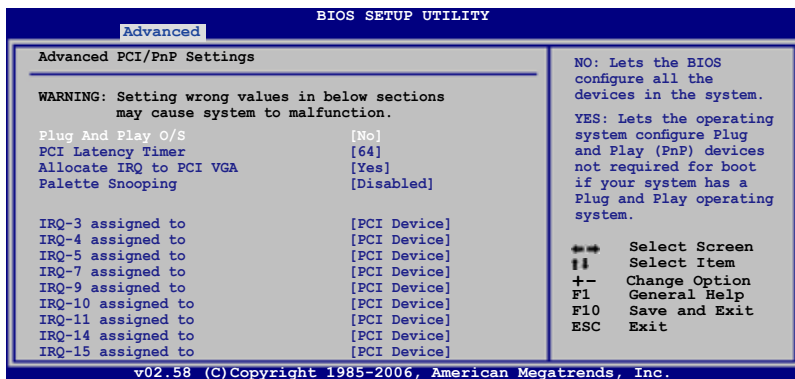 BIOS SETUP UTILITY
Advanced
Advanced PCI/PnP Settings
WARNING: Setting wrong values in below sections
may cause system to malfunction.
Plug And Play O/S [No]
PCI Latency Timer [64]
Allocate IRQ to PCI VGA [Yes]
Palette Snooping [Disabled]
IRQ-3 assigned to [PCI Device]
IRQ-4 assigned to [PCI Device]
IRQ-5 assigned to [PCI Device]
IRQ-7 assigned to [PCI Device]
IRQ-9 assigned to [PCI Device]
IRQ-10 assigned to [PCI Device]
IRQ-11 assigned to [PCI Device]
IRQ-14 assigned to [PCI Device]
IRQ-15 assigned to [PCI Device]
NO: Lets the BIOS
configure all the
devices in the system.
YES: Lets the operating
system configure Plug
and Play (PnP) devices
not required for boot
if your system has a
Plug and Play operating
system.
←→ Select Screen
↑↓ Select Item
+- Change Option
F1 General Help
F10 Save and Exit
ESC Exit
v02.58 (C)Copyright 1985-2006, American Megatrends, Inc.